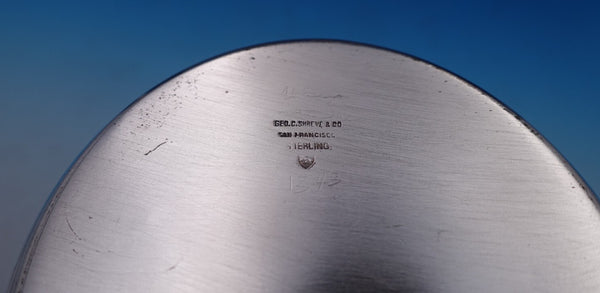 GEO.C.SHREVE & CO
SAN FRANCISCO
STERLING